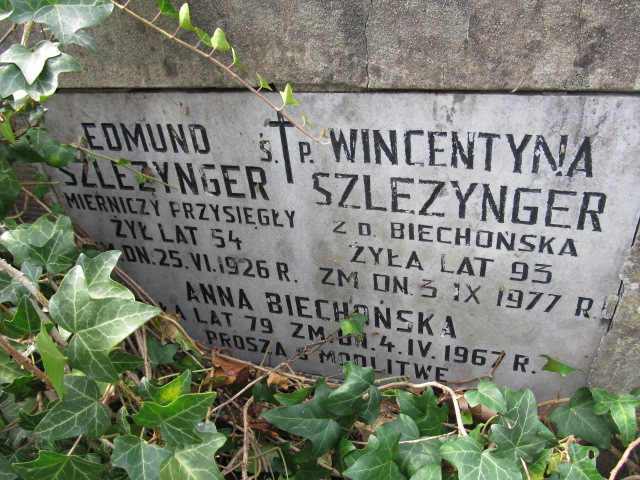 EDMUND
SZLEZYNGER
MIERNICZY PRZYSIĘGŁY
ŻYŁ LAT 54
ZM DN. 25. VI. 1926 R.
Ś. P.
WINCENTYNA
SZLEZYNGER
Z D. BIECHOŃSKA
ŻYŁA LAT 93
ZM DN. 3 IX 1977 R.
ANNA BIECHOŃSKA
LAT 79 ZM DN 4. IV. 1967 R.
PROSZĄ MODLITWĘ